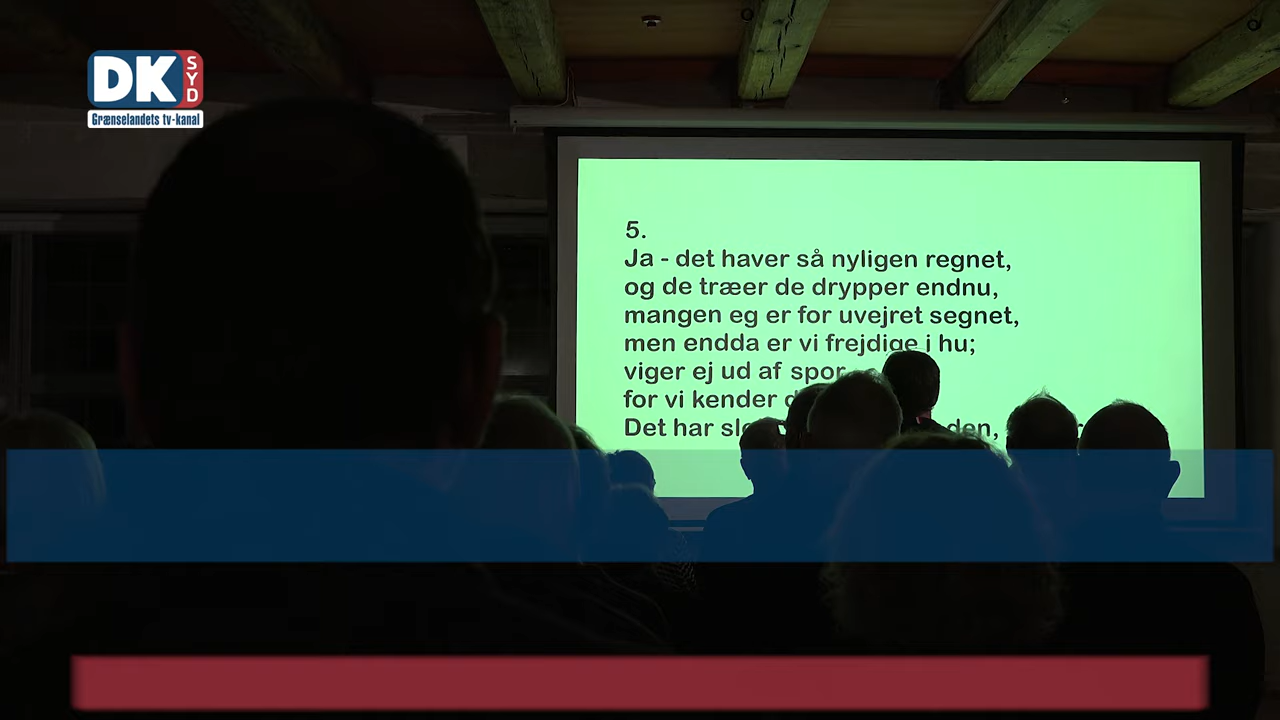 DK
SYD
Grænselandets tv-kanal
5.
Ja - det haver så nyligen regnet,
og de træer de drypper endnu,
mangen eg er for uvejret segnet,
men endda er vi frejdige i hu;
viger ej ud af spor
for vi kender
Det har